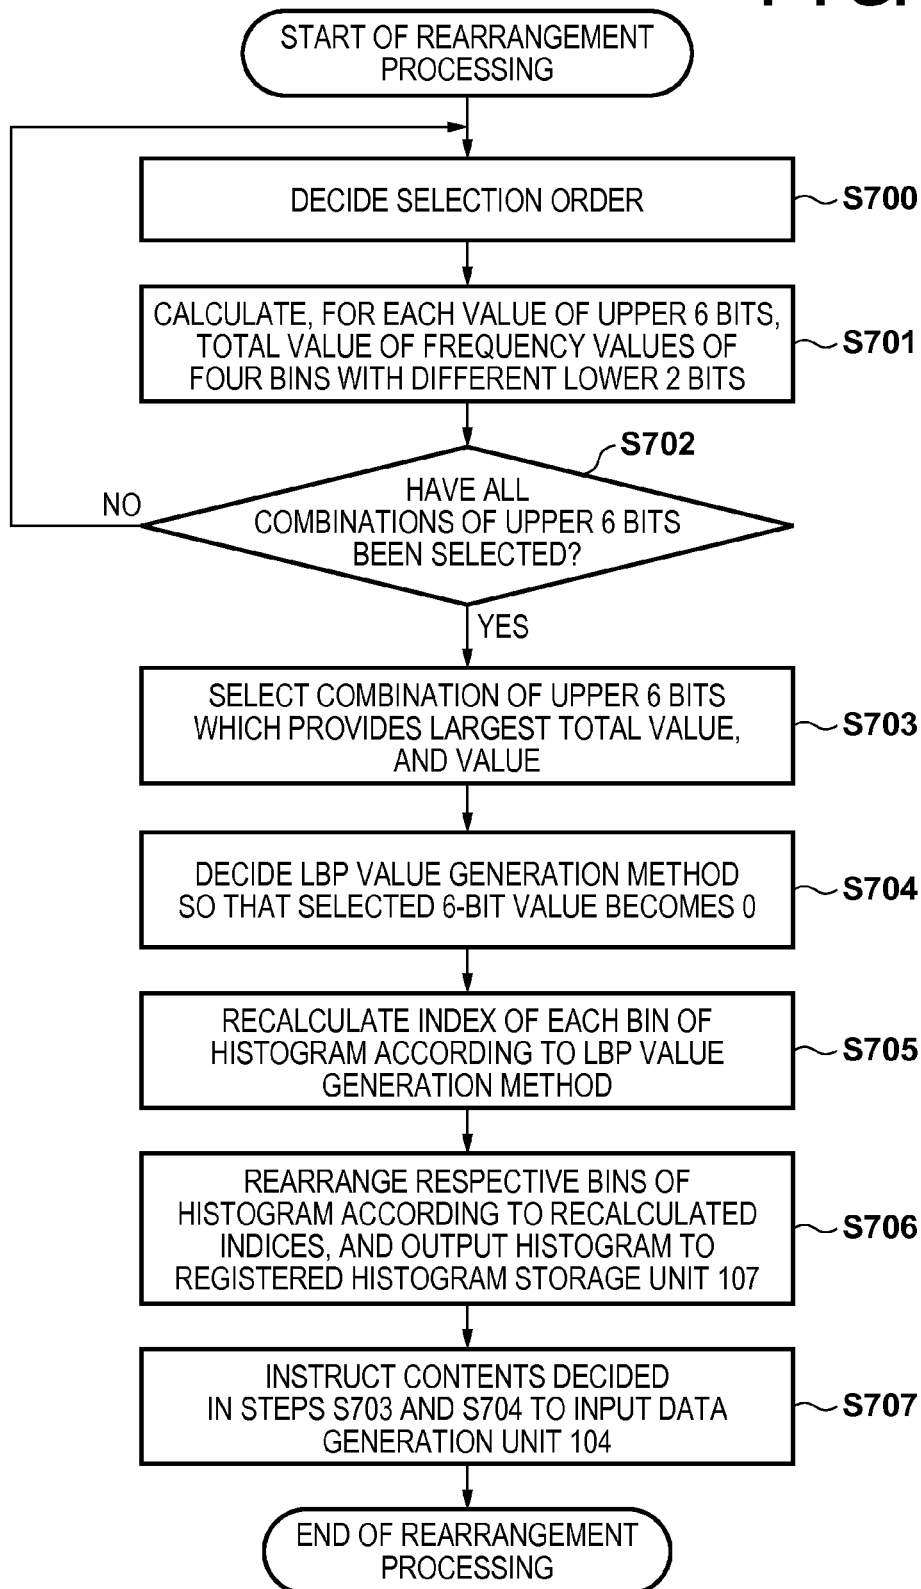 START OF REARRANGEMENT
PROCESSING
DECIDE SELECTION ORDER
S700
CALCULATE, FOR EACH VALUE OF UPPER 6 BITS,
TOTAL VALUE OF FREQUENCY VALUES OF
FOUR BINS WITH DIFFERENT LOWER 2 BITS
S701
S702
HAVE ALL
COMBINATIONS OF UPPER 6 BITS
BEEN SELECTED?
NO
YES
SELECT COMBINATION OF UPPER 6 BITS
WHICH PROVIDES LARGEST TOTAL VALUE,
AND VALUE
S703
DECIDE LBP VALUE GENERATION METHOD
SO THAT SELECTED 6-BIT VALUE BECOMES 0
S704
RECALCULATE INDEX OF EACH BIN OF
HISTOGRAM ACCORDING TO LBP VALUE
GENERATION METHOD
S705
REARRANGE RESPECTIVE BINS OF
HISTOGRAM ACCORDING TO RECALCULATED
INDICES, AND OUTPUT HISTOGRAM TO
REGISTERED HISTOGRAM STORAGE UNIT 107
S706
INSTRUCT CONTENTS DECIDED
IN STEPS S703 AND S704 TO INPUT DATA
GENERATION UNIT 104
S707
END OF REARRANGEMENT
PROCESSING